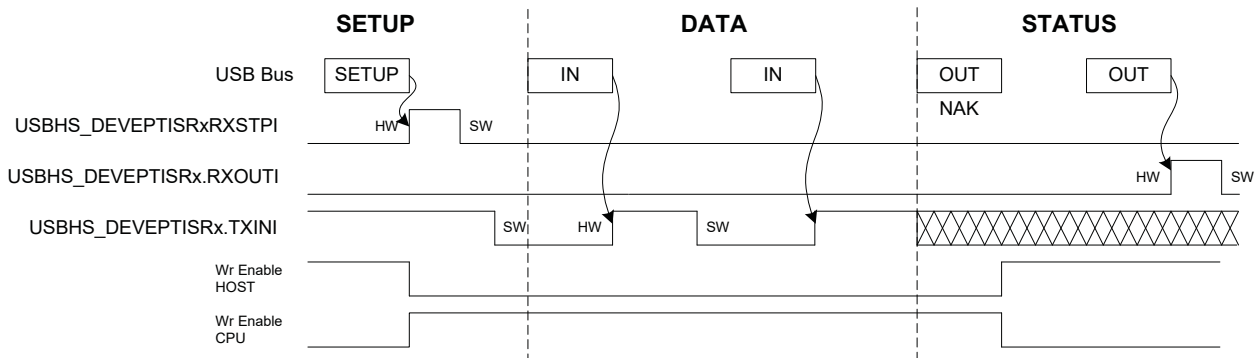 SETUP DATA STATUS
USB Bus SETUP IN IN OUT OUT
NAK
USBHS_DEVEPTISRxRXSTPI HW SW
USBHS_DEVEPTISRx.RXOUTI HW SW
USBHS_DEVEPTISRx.TXINI SW HW SW
Wr Enable
HOST
Wr Enable
CPU